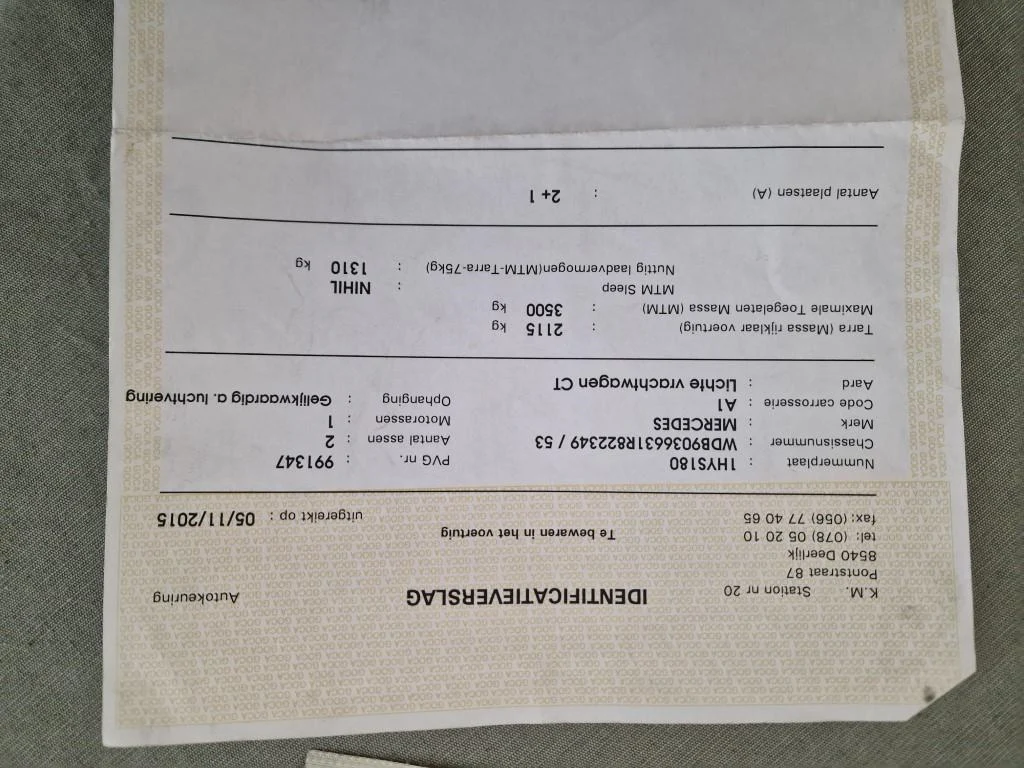 K.M. Station nr 20
Pontstraat 87
8540 Deerlijk
tel: (078) 05 20 10
fax: (056) 77 40 65
IDENTIFICATIEVERSLAG
Te bewaren in het voertuig
Autokeuring
uitgereikt op : 05/11/2015
Nummerplaat : 1HYS180 PVG nr. : 991347
Chassisnummer : WDB9036631R822349 / 53 Aantal assen : 2
Merk : MERCEDES Motorassen : 1
Code carrosserie : A1 Ophanging : Gelijkwaardig a. luchtvering
Aard : Lichte vrachtwagen CT
Tarra (Massa rijklaar voertuig) : 2115 kg
Maximale Toegelaten Massa (MTM) : 3500 kg
MTM Sleep : NIHIL
Nuttig laadvermogen(MTM-Tarra-75kg) : 1310 kg
Aantal plaatsen (A) : 2+1